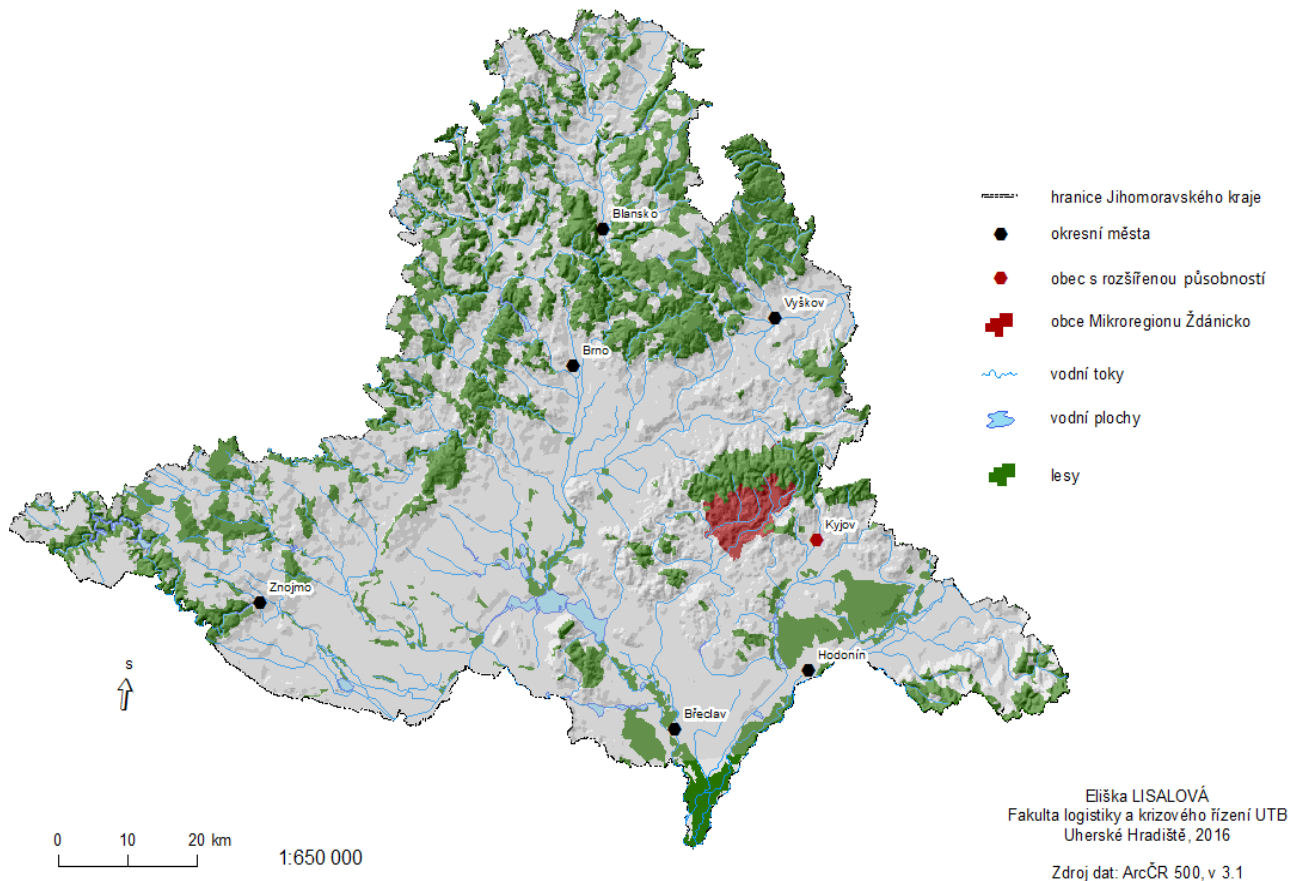 Blansko
Vyškov
Brno
Kyjov
Znojmo
Hodonín
Břeclav
hranice Jihomoravského kraje
okresní města
obec s rozšířenou působností
obce Mikroregionu Ždánicko
vodní toky
vodní plochy
lesy
S
0 10 20 km
1:650 000
Eliška LISALOVÁ
Fakulta logistiky a krizového řízení UTB
Uherské Hradiště, 2016
Zdroj dat: ArcČR 500, v 3.1